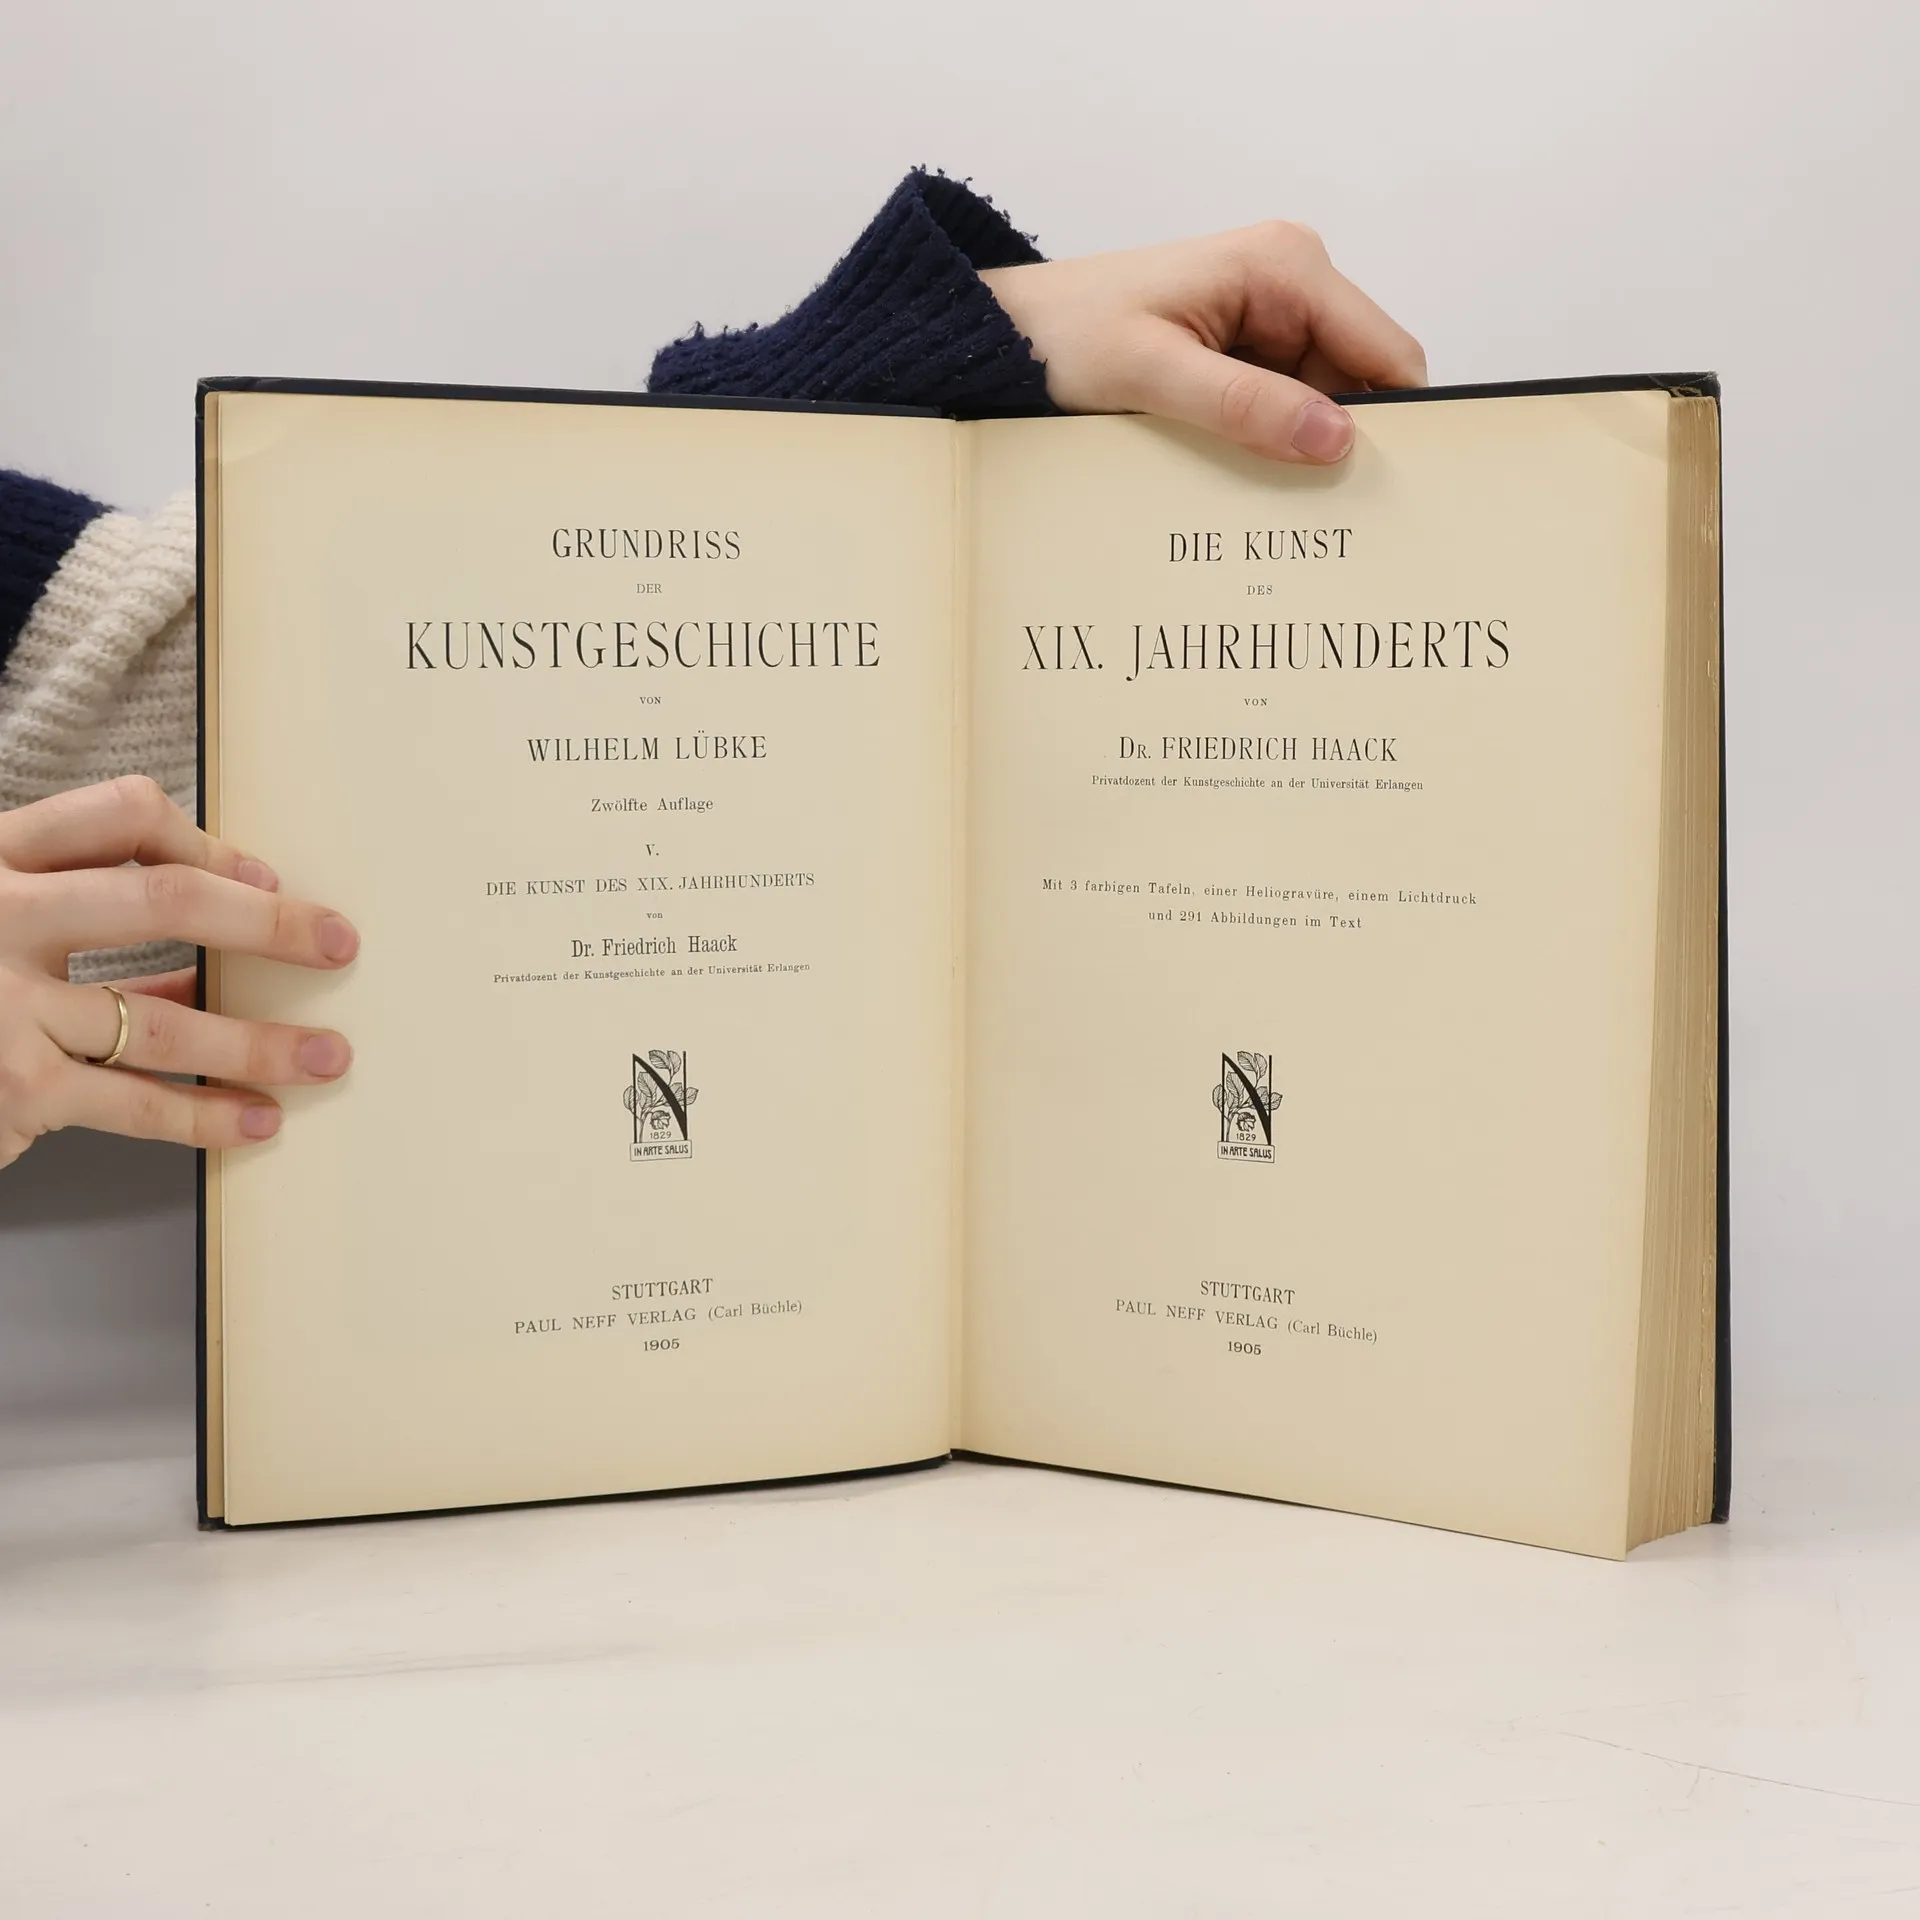 GRUNDRISS
DER
KUNSTGESCHICHTE
VON
WILHELM LÜBKE
Zwölfte Auflage
V.
DIE KUNST DES XIX. JAHRHUNDERTS
von
Dr. Friedrich Haack
Privatdozent der Kunstgeschichte an der Universität Erlangen
N
1829
IN ARTE SALUS
STUTTGART
PAUL NEFF VERLAG (Carl Büchle)
1905
DIE KUNST
DES
XIX. JAHRHUNDERTS
VON
DR. FRIEDRICH HAACK
Privatdozent der Kunstgeschichte an der Universität Erlangen
Mit 3 farbigen Tafeln, einer Heliogravüre, einem Lichtdruck
und 291 Abbildungen im Text
N
1829
IN ARTE SALUS
STUTTGART
PAUL NEFF VERLAG (Carl Büchle)
1905